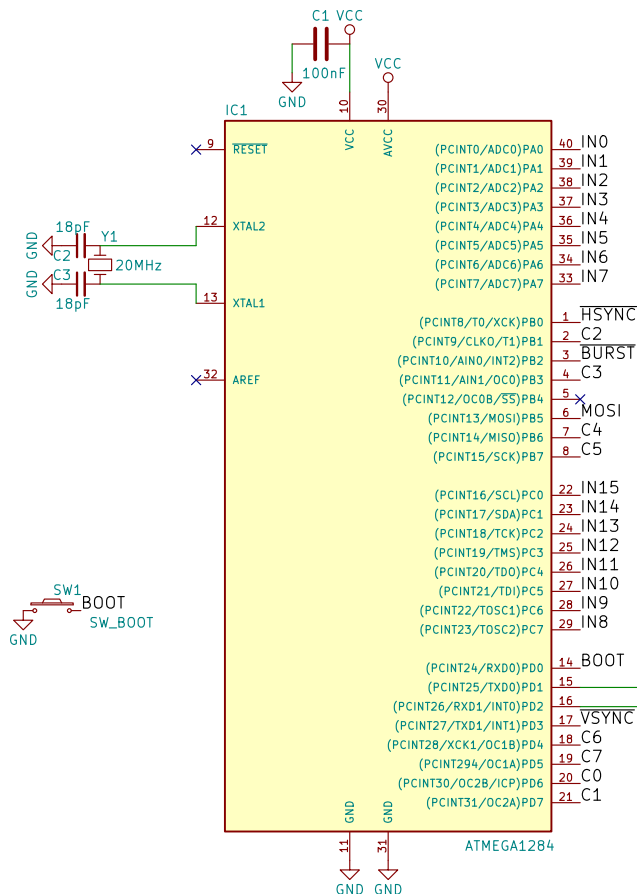 C1 VCC
100nF
GND
VCC
IC1
10 VCC
30 AVCC
9 RESET
12 XTAL2
13 XTAL1
32 AREF
GND 18pF
C2
Y1
20MHz
GND C3
18pF
(PCINT0/ADC0)PA0 40 IN0
(PCINT1/ADC1)PA1 39 IN1
(PCINT2/ADC2)PA2 38 IN2
(PCINT3/ADC3)PA3 37 IN3
(PCINT4/ADC4)PA4 36 IN4
(PCINT5/ADC5)PA5 35 IN5
(PCINT6/ADC6)PA6 34 IN6
(PCINT7/ADC7)PA7 33 IN7
(PCINT8/T0/XCK)PB0 1 HSYNC
(PCINT9/CLKO/T1)PB1 2 C2
(PCINT10/AIN0/INT2)PB2 3 BURST
(PCINT11/AIN1/OC0)PB3 4 C3
(PCINT12/OC0B/SS)PB4 5
(PCINT13/MOSI)PB5 6 MOSI
(PCINT14/MISO)PB6 7 C4
(PCINT15/SCK)PB7 8 C5
(PCINT16/SCL)PC0 22 IN15
(PCINT17/SDA)PC1 23 IN14
(PCINT18/TCK)PC2 24 IN13
(PCINT19/TMS)PC3 25 IN12
(PCINT20/TDO)PC4 26 IN11
(PCINT21/TDI)PC5 27 IN10
(PCINT22/TOSC1)PC6 28 IN9
(PCINT23/TOSC2)PC7 29 IN8
(PCINT24/RXD0)PD0 14 BOOT
(PCINT25/TXD0)PD1 15
(PCINT26/RXD1/INT0)PD2 16
(PCINT27/TXD1/INT1)PD3 17 VSYNC
(PCINT28/XCK1/OC1B)PD4 18 C6
(PCINT294/OC1A)PD5 19 C7
(PCINT30/OC2B/ICP)PD6 20 C0
(PCINT31/OC2A)PD7 21 C1
SW1
BOOT
SW_BOOT
GND
GND 11
GND 31
ATMEGA1284
GND GND